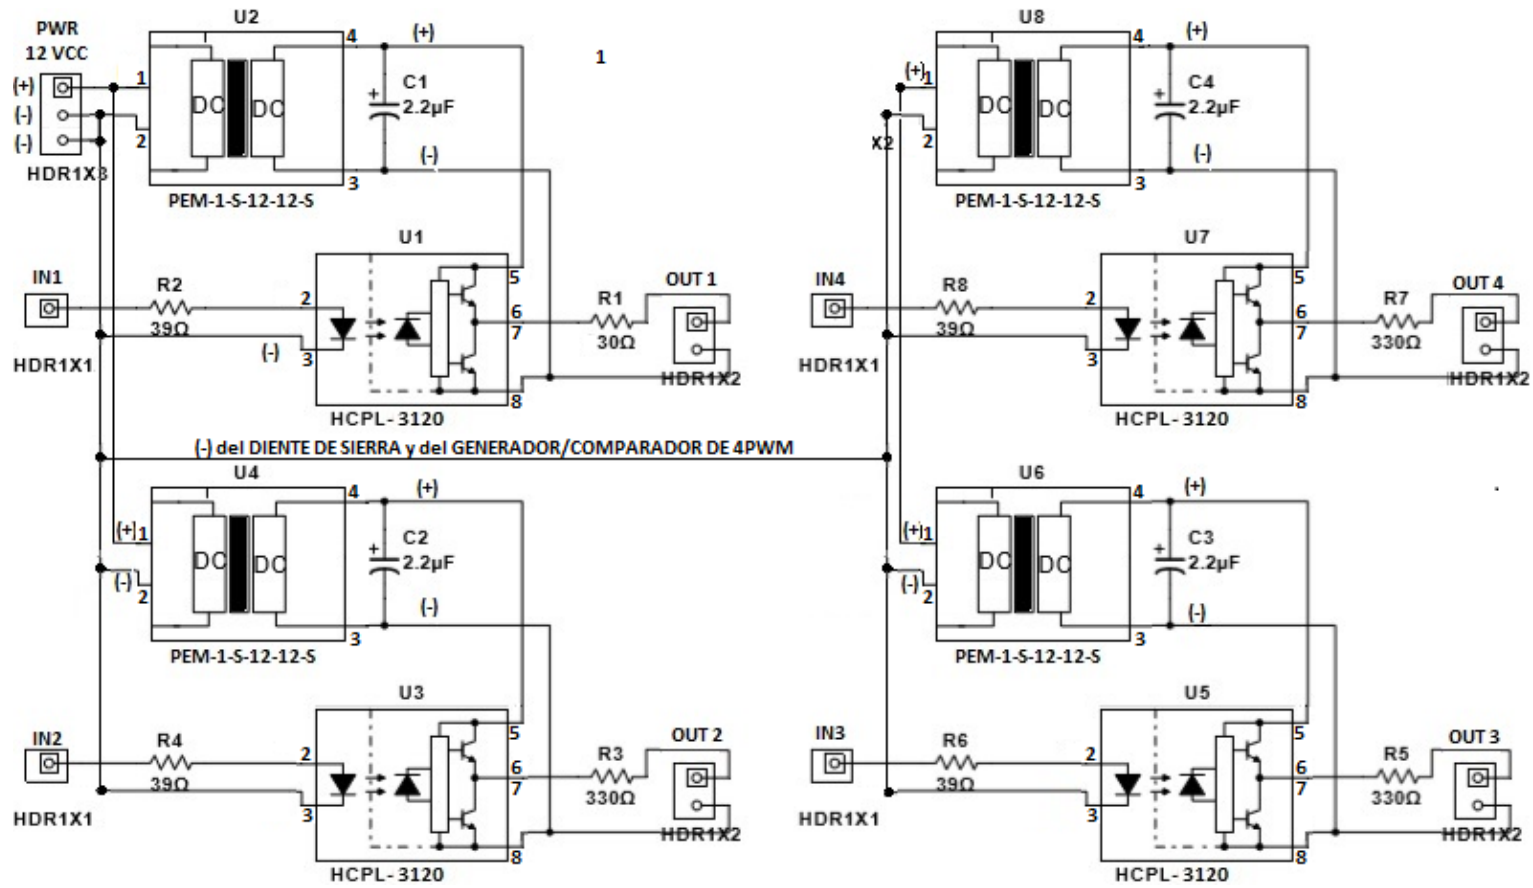 PWR
12 VCC
(+)
(-)
(-)
HDR1X3
U2
1
2
4
3
DC
DC
(+)
C1
+
2.2µF
(-)
PEM-1-S-12-12-S
1
U8
(+)
1
2
X2
4
3
DC
DC
(+)
C4
+
2.2µF
(-)
PEM-1-S-12-12-S
IN1
HDR1X1
R2
39Ω
(-)
U1
2
3
5
6
7
8
HCPL-3120
R1
30Ω
OUT 1
HDR1X2
IN4
HDR1X1
R8
39Ω
U7
2
3
5
6
7
8
HCPL-3120
R7
330Ω
OUT 4
HDR1X2
(-) del DIENTE DE SIERRA y del GENERADOR/COMPARADOR DE 4PWM
U4
(+)
1
(-)
2
4
3
DC
DC
(+)
C2
+
2.2µF
(-)
PEM-1-S-12-12-S
U6
(+)
1
(-)
2
4
3
DC
DC
(+)
C3
+
2.2µF
(-)
PEM-1-S-12-12-S
IN2
HDR1X1
R4
39Ω
U3
2
3
5
6
7
8
HCPL-3120
R3
330Ω
OUT 2
HDR1X2
IN3
HDR1X1
R6
39Ω
U5
2
3
5
6
7
8
HCPL-3120
R5
330Ω
OUT 3
HDR1X2